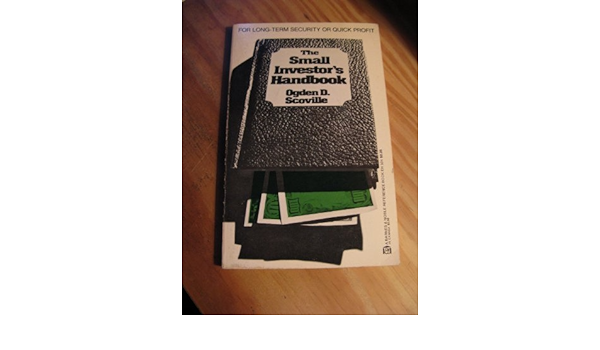 FOR LONG-TERM SECURITY OR QUICK PROFIT
The
Small
Investor's
Handbook
Ogden D.
Scoville